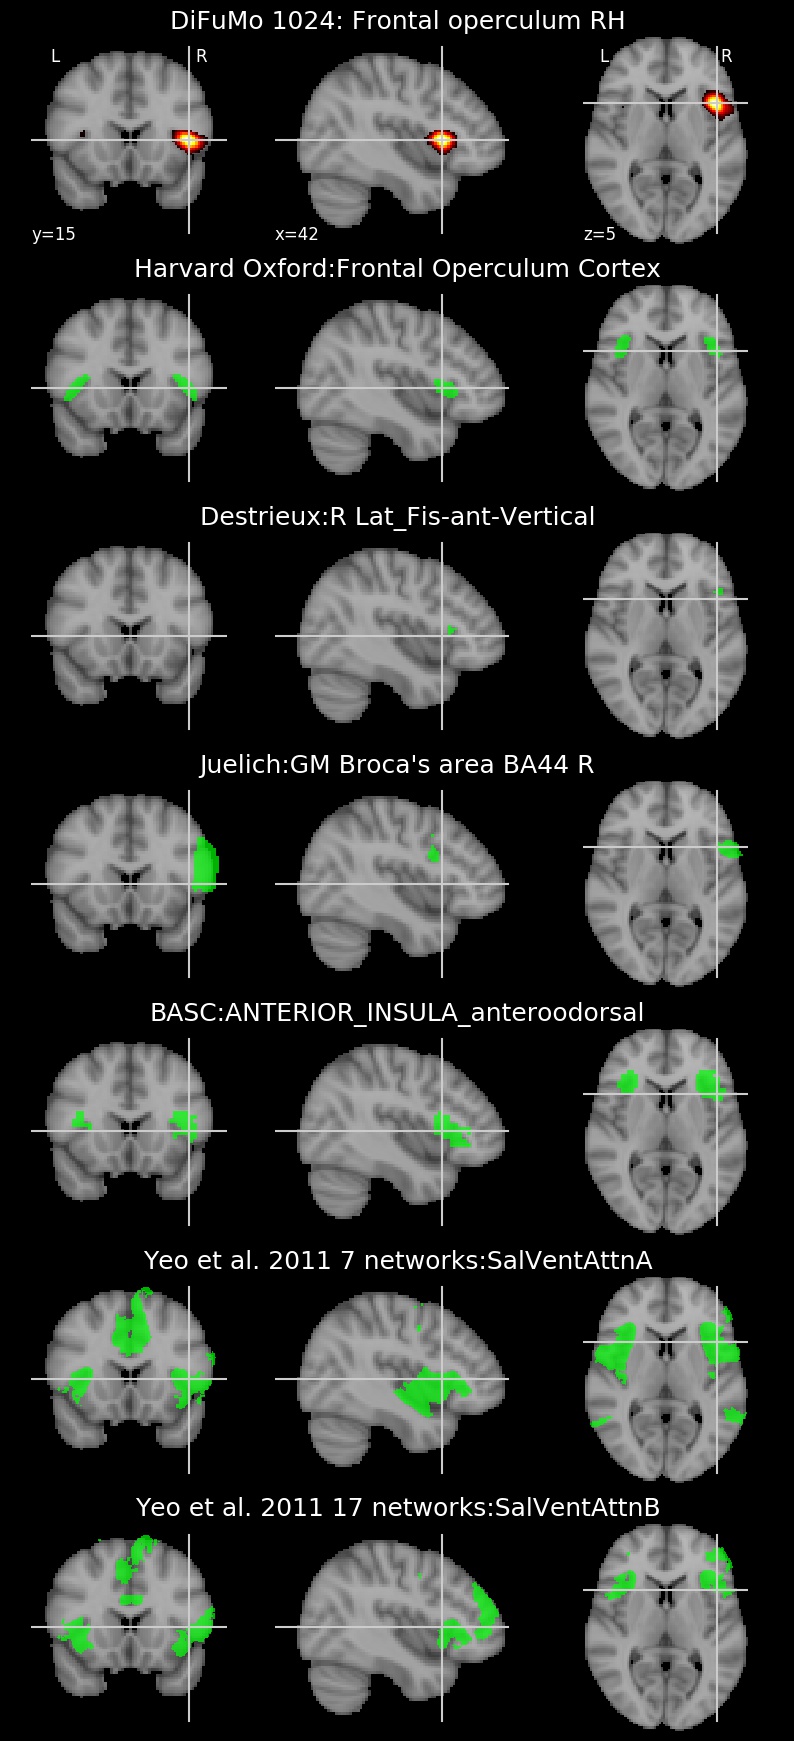 DiFuMo 1024: Frontal operculum RH
L R L R
y=15 x=42 z=5
Harvard Oxford:Frontal Operculum Cortex
Destrieux:R Lat_Fis-ant-Vertical
Juelich:GM Broca's area BA44 R
BASC:ANTERIOR_INSULA_anteroodorsal
Yeo et al. 2011 7 networks:SalVentAttnA
Yeo et al. 2011 17 networks:SalVentAttnB